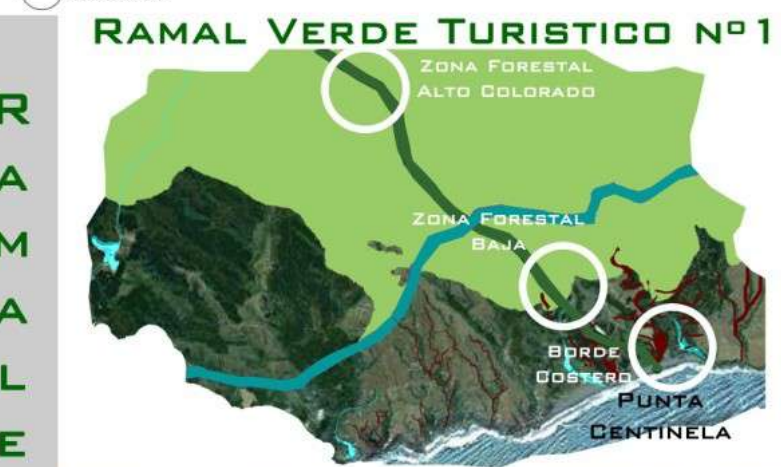 RAMAL VERDE TURISTICO Nº1
ZONA FORESTAL
ALTO COLORADO
ZONA FORESTAL
BAJA
BORDE
COSTERO
PUNTA
CENTINELA
R
A
M
A
L
E